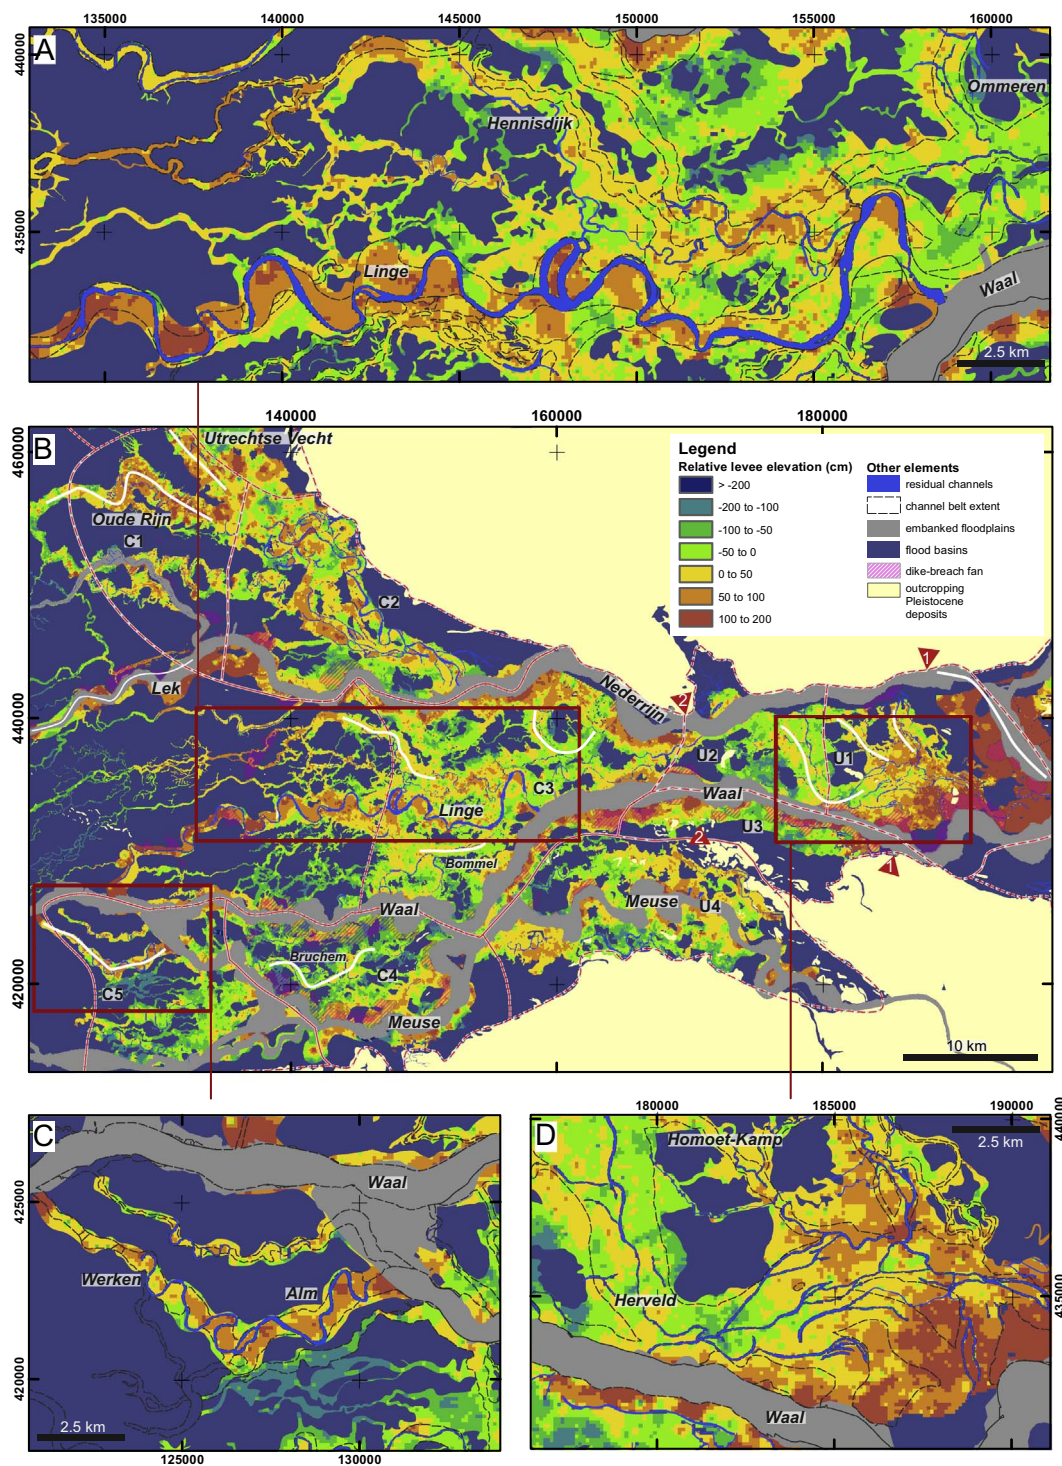 135000 140000 145000 150000 155000 160000
A
440000
435000
Hennisdijk
Ommeren
Linge
Waal
2.5 km
140000 160000 180000
B
460000
440000
420000
Utrechtse Vecht
Oude Rijn
C1
C2
Lek
Nederrijn
2
1
U2
U1
Waal
C3
Linge
U3
2
1
Bommel
Meuse
U4
Waal
Bruchem
C4
C5
Meuse
10 km
Legend
Relative levee elevation (cm)
> -200
-200 to -100
-100 to -50
-50 to 0
0 to 50
50 to 100
100 to 200
Other elements
residual channels
channel belt extent
embanked floodplains
flood basins
dike-breach fan
outcropping
Pleistocene
deposits
C
425000
420000
Waal
Werken
Alm
2.5 km
125000 130000
180000 185000 190000
D
Homoet-Kamp
2.5 km
440000
435000
Herveld
Waal